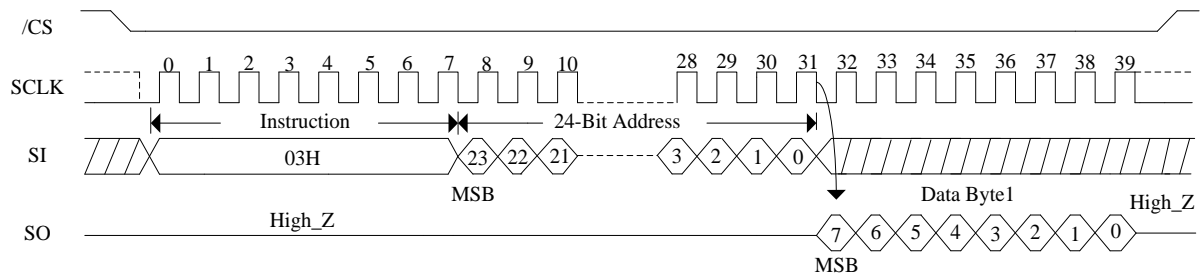 /CS
0 1 2 3 4 5 6 7 8 9 10 28 29 30 31 32 33 34 35 36 37 38 39
SCLK
Instruction 24-Bit Address
SI 03H 23 22 21 3 2 1 0
MSB Data Byte1 High_Z
High_Z
SO 7 6 5 4 3 2 1 0
MSB